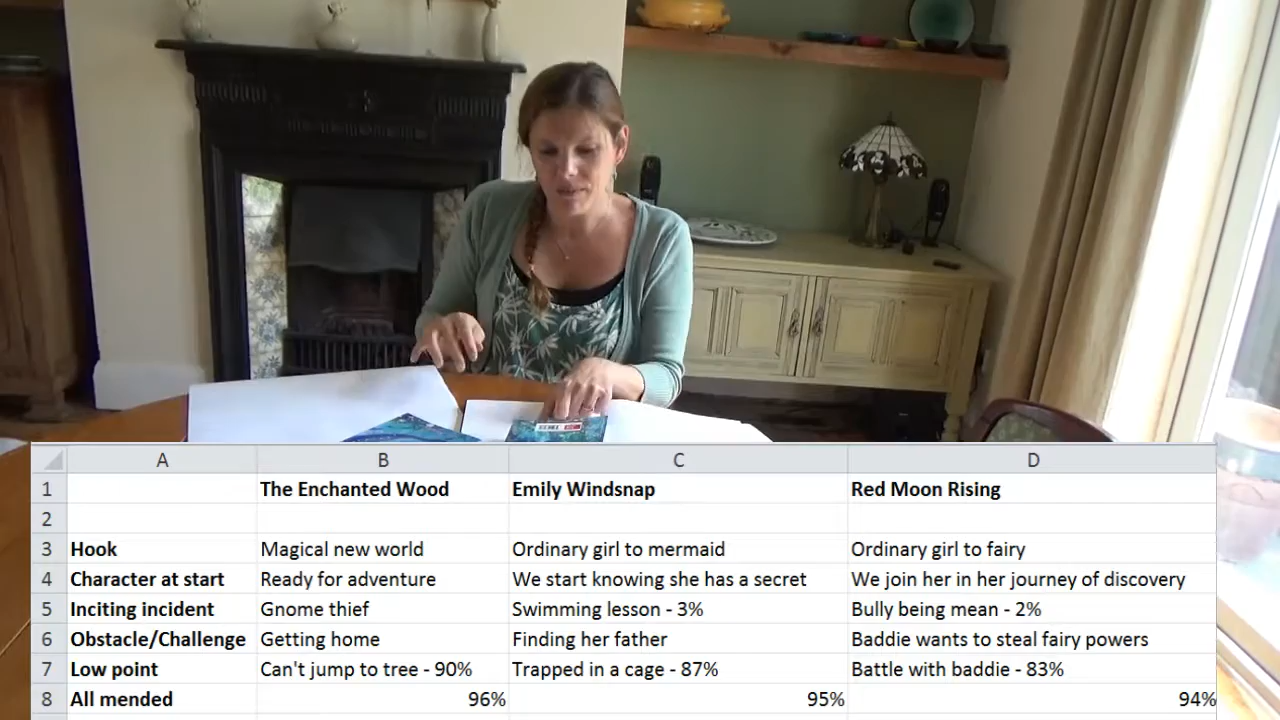 A B C D
1 The Enchanted Wood Emily Windsnap Red Moon Rising
2
3 Hook Magical new world Ordinary girl to mermaid Ordinary girl to fairy
4 Character at start Ready for adventure We start knowing she has a secret We join her in her journey of discovery
5 Inciting incident Gnome thief Swimming lesson - 3% Bully being mean - 2%
6 Obstacle/Challenge Getting home Finding her father Baddie wants to steal fairy powers
7 Low point Can't jump to tree - 90% Trapped in a cage - 87% Battle with baddie - 83%
8 All mended 96% 95% 94%